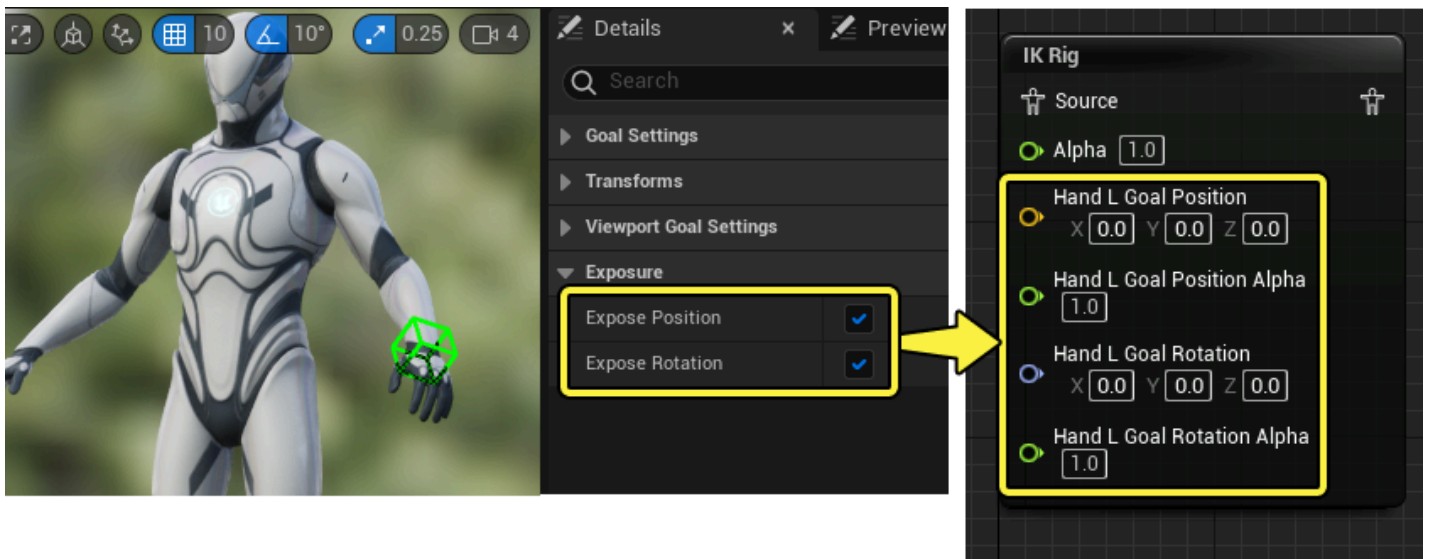 10
10°
0.25
4
Details
Preview
Search
Goal Settings
Transforms
Viewport Goal Settings
Exposure
Expose Position
Expose Rotation
IK Rig
Source
Alpha 1.0
Hand L Goal Position
X 0.0 Y 0.0 Z 0.0
Hand L Goal Position Alpha
1.0
Hand L Goal Rotation
X 0.0 Y 0.0 Z 0.0
Hand L Goal Rotation Alpha
1.0